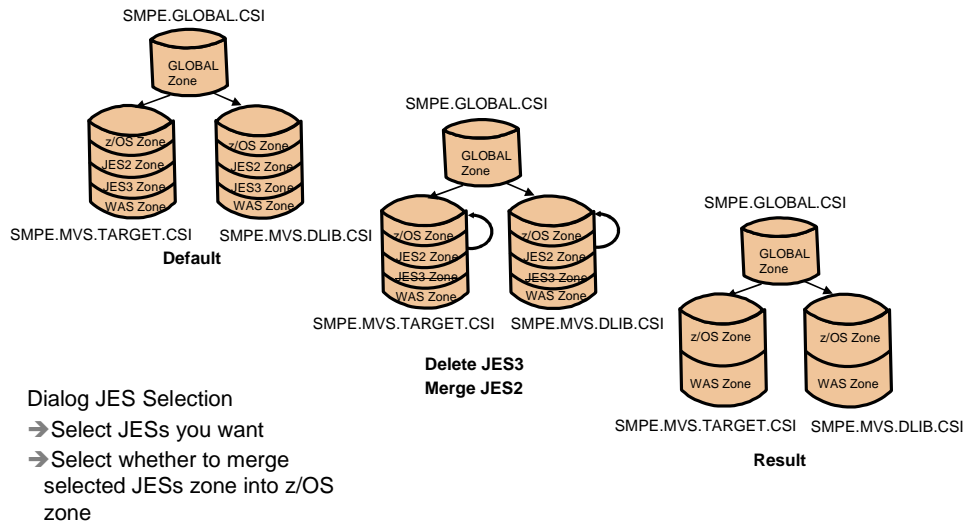 SMPE.GLOBAL.CSI
GLOBAL
Zone
z/OS Zone
JES2 Zone
JES3 Zone
WAS Zone
z/OS Zone
JES2 Zone
JES3 Zone
WAS Zone
SMPE.MVS.TARGET.CSI
SMPE.MVS.DLIB.CSI
Default
SMPE.GLOBAL.CSI
GLOBAL
Zone
z/OS Zone
JES2 Zone
JES3 Zone
WAS Zone
z/OS Zone
JES2 Zone
JES3 Zone
WAS Zone
SMPE.MVS.TARGET.CSI
SMPE.MVS.DLIB.CSI
Delete JES3
Merge JES2
SMPE.GLOBAL.CSI
GLOBAL
Zone
z/OS Zone
WAS Zone
z/OS Zone
WAS Zone
SMPE.MVS.TARGET.CSI
SMPE.MVS.DLIB.CSI
Result
Dialog JES Selection
➔Select JESs you want
➔Select whether to merge
selected JESs zone into z/OS
zone